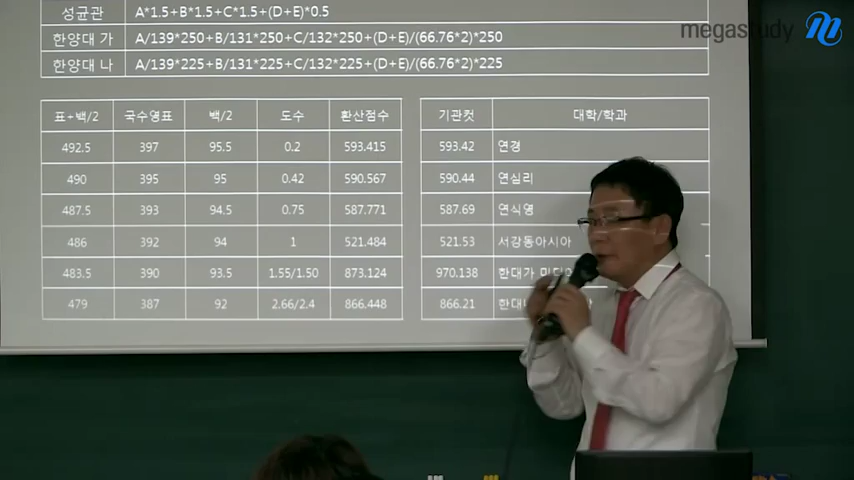 megastudy
성균관 A*1.5+B*1.5+C*1.5+(D+E)*0.5
한양대 가 A/139*250+B/131*250+C/132*250+(D+E)/(66.76*2)*250
한양대 나 A/139*225+B/131*225+C/132*225+(D+E)/(66.76*2)*225
표+백/2 국수영표 백/2 도수 환산점수 기관컷 대학/학과
492.5 397 95.5 0.2 593.415 593.42 연경
490 395 95 0.42 590.567 590.44 연심리
487.5 393 94.5 0.75 587.771 587.69 연식영
486 392 94 1 521.484 521.53 서강동아시아
483.5 390 93.5 1.55/1.50 873.124 970.138 한대가
479 387 92 2.66/2.4 866.448 866.21